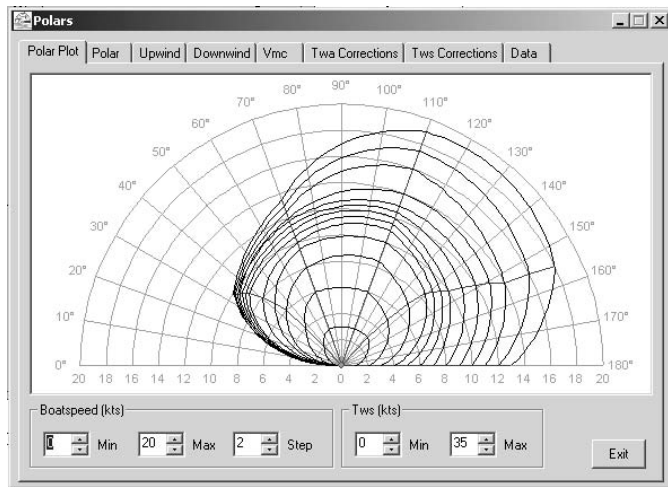 Polars
Polar Plot Polar Upwind Downwind Vmc Twa Corrections Tws Corrections Data
90°
80° 100°
70° 110°
60° 120°
50° 130°
40° 140°
30° 150°
20° 160°
10° 170°
0° 180°
20 18 16 14 12 10 8 6 4 2 0 2 4 6 8 10 12 14 16 18 20
Boatspeed (kts) Tws (kts)
0 Min 20 Max 2 Step 0 Min 35 Max
Exit